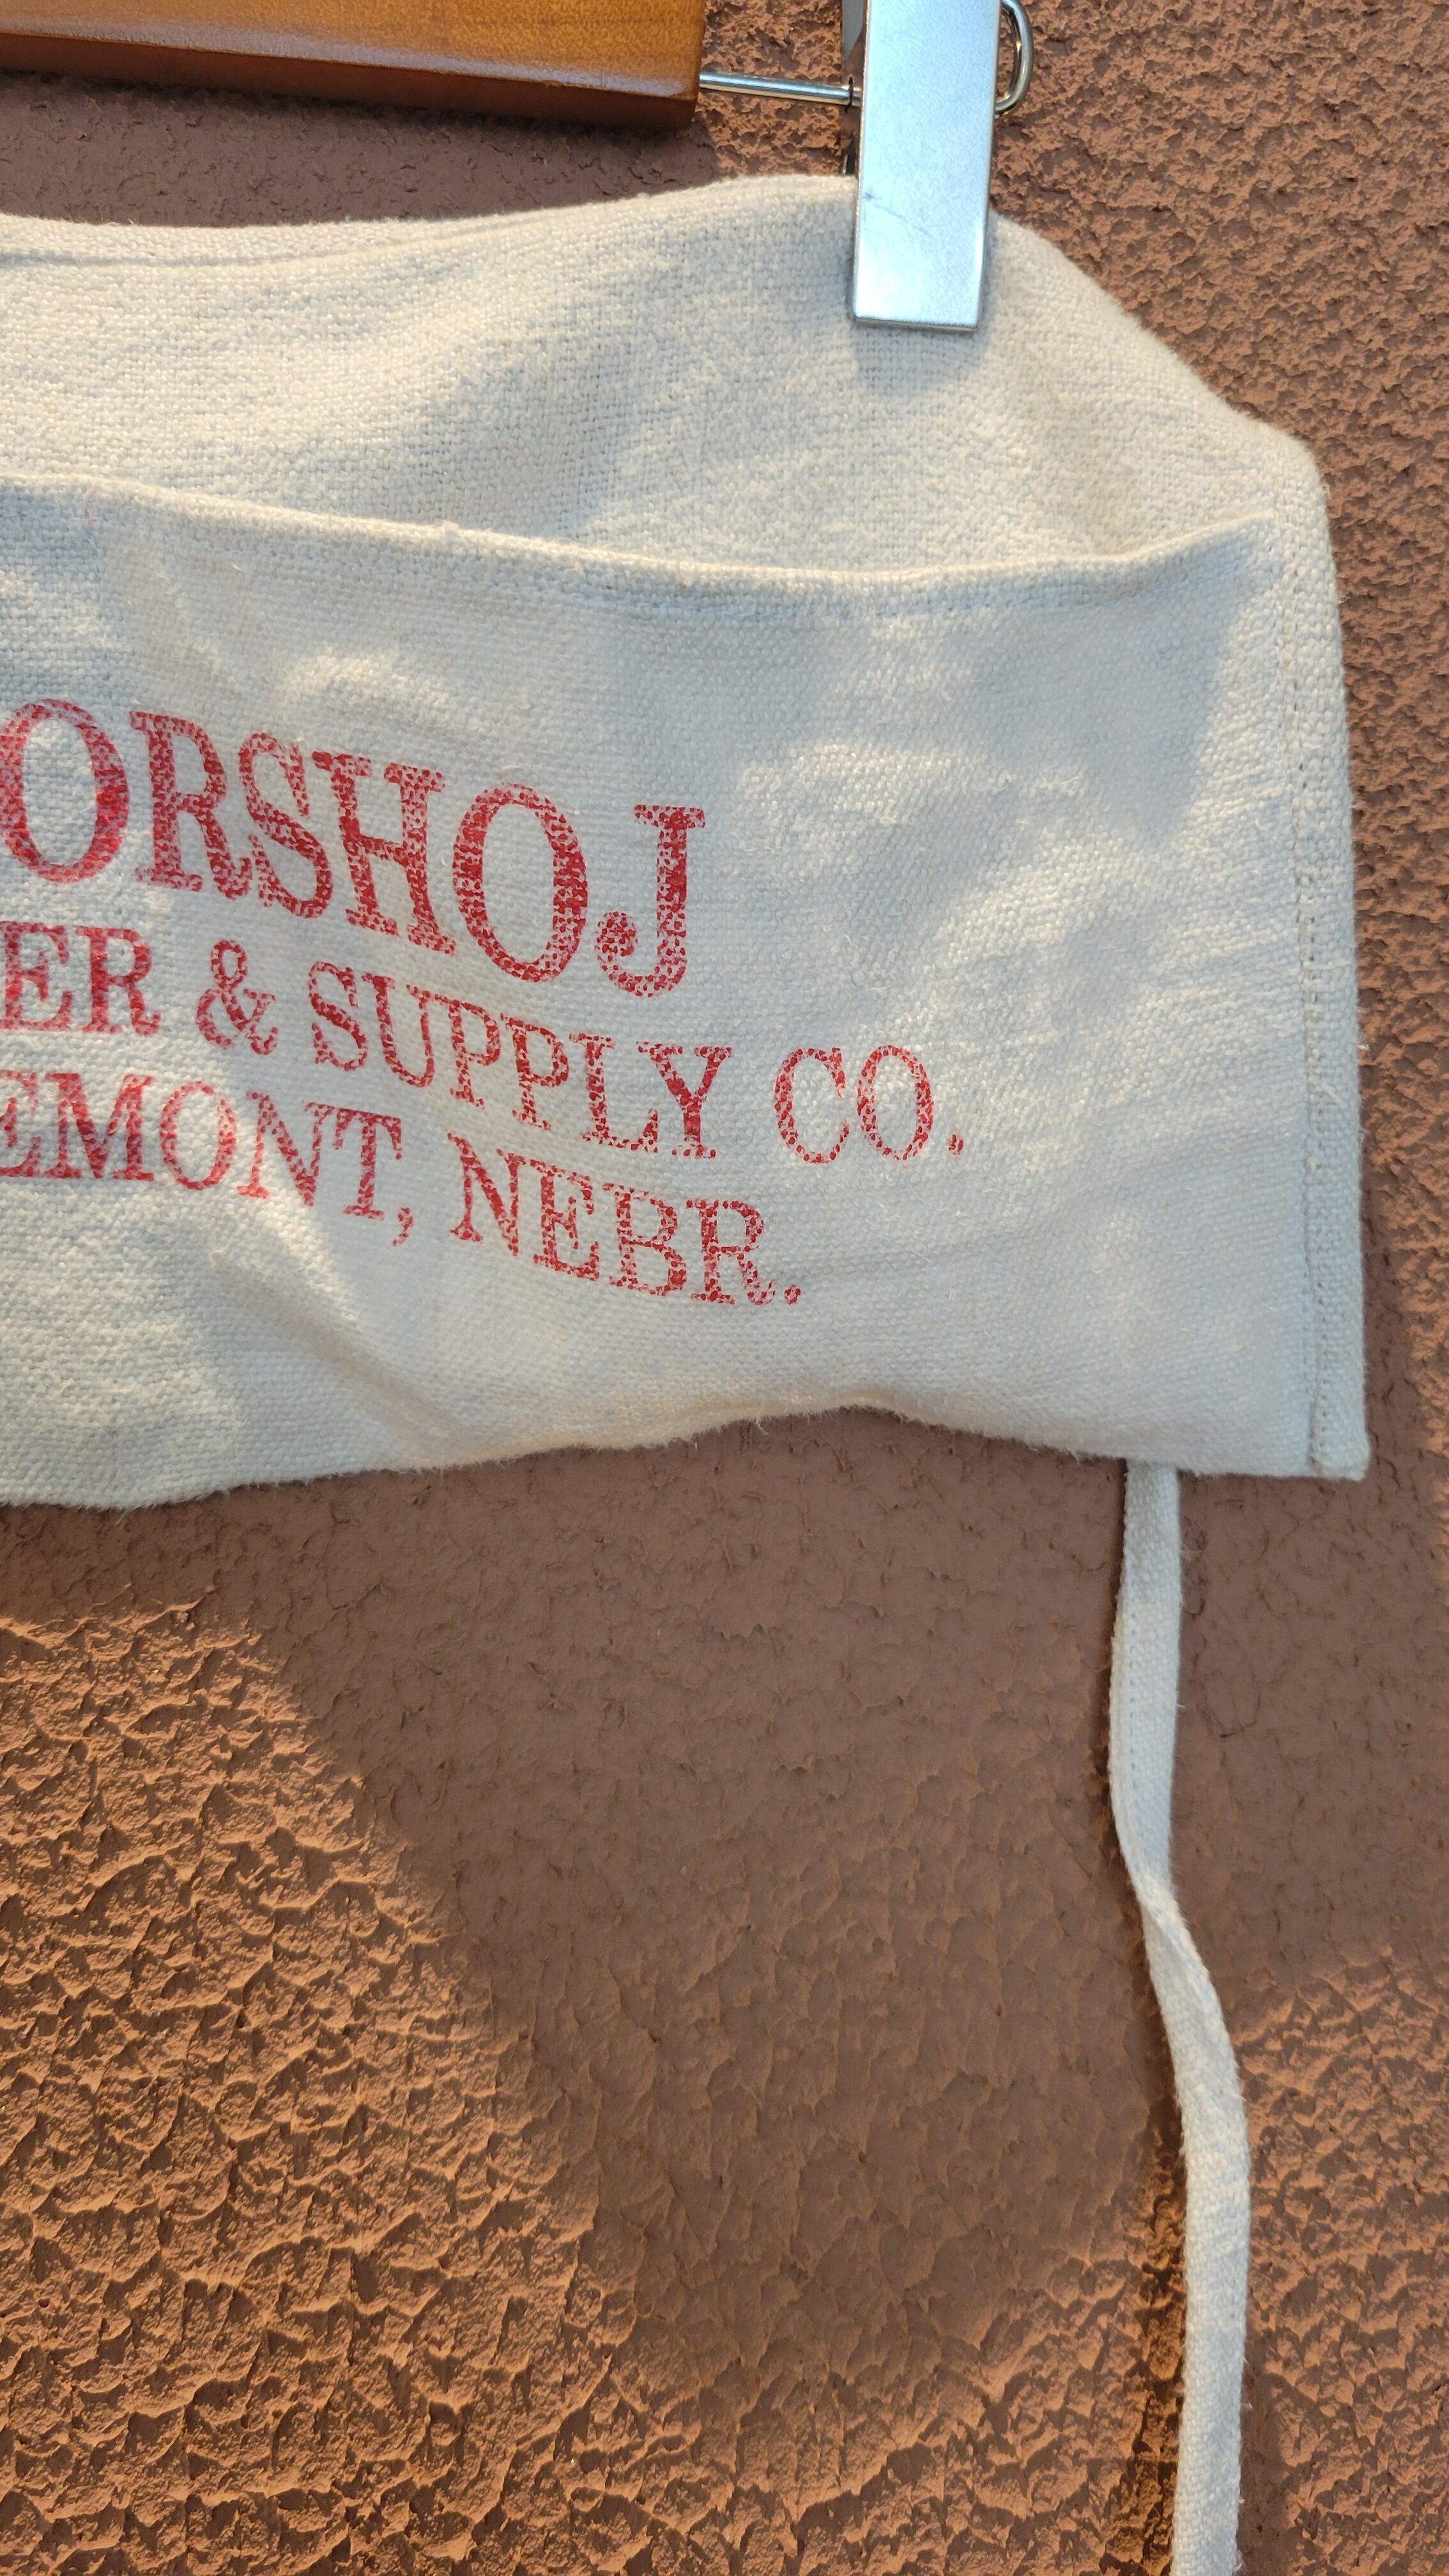 ORSHOJ
ER & SUPPLY CO.
EMONT, NEBR.